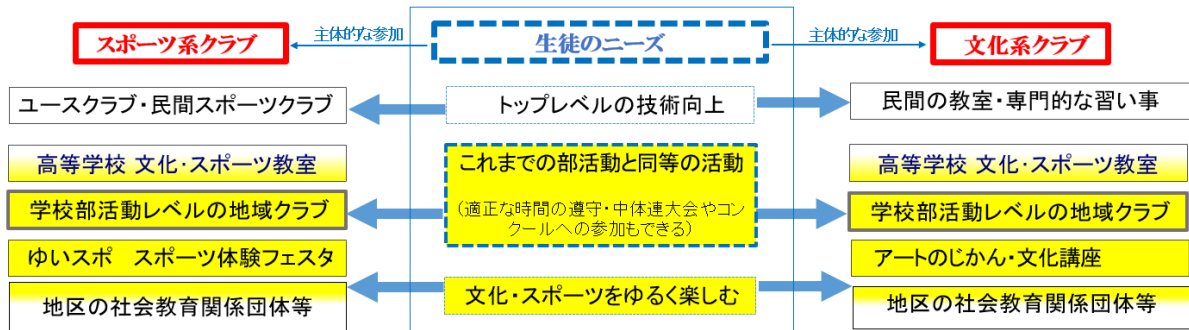 スポーツ系クラブ
主体的な参加
生徒のニーズ
主体的な参加
文化系クラブ
ユースクラブ・民間スポーツクラブ
トップレベルの技術向上
民間の教室・専門的な習い事
高等学校 文化・スポーツ教室
これまでの部活動と同等の活動
高等学校 文化・スポーツ教室
学校部活動レベルの地域クラブ
(適正な時間の遵守・中体連大会やコン
クールへの参加もできる)
学校部活動レベルの地域クラブ
ゆいスポ スポーツ体験フェスタ
アートのじかん・文化講座
地区の社会教育関係団体等
文化・スポーツをゆるく楽しむ
地区の社会教育関係団体等